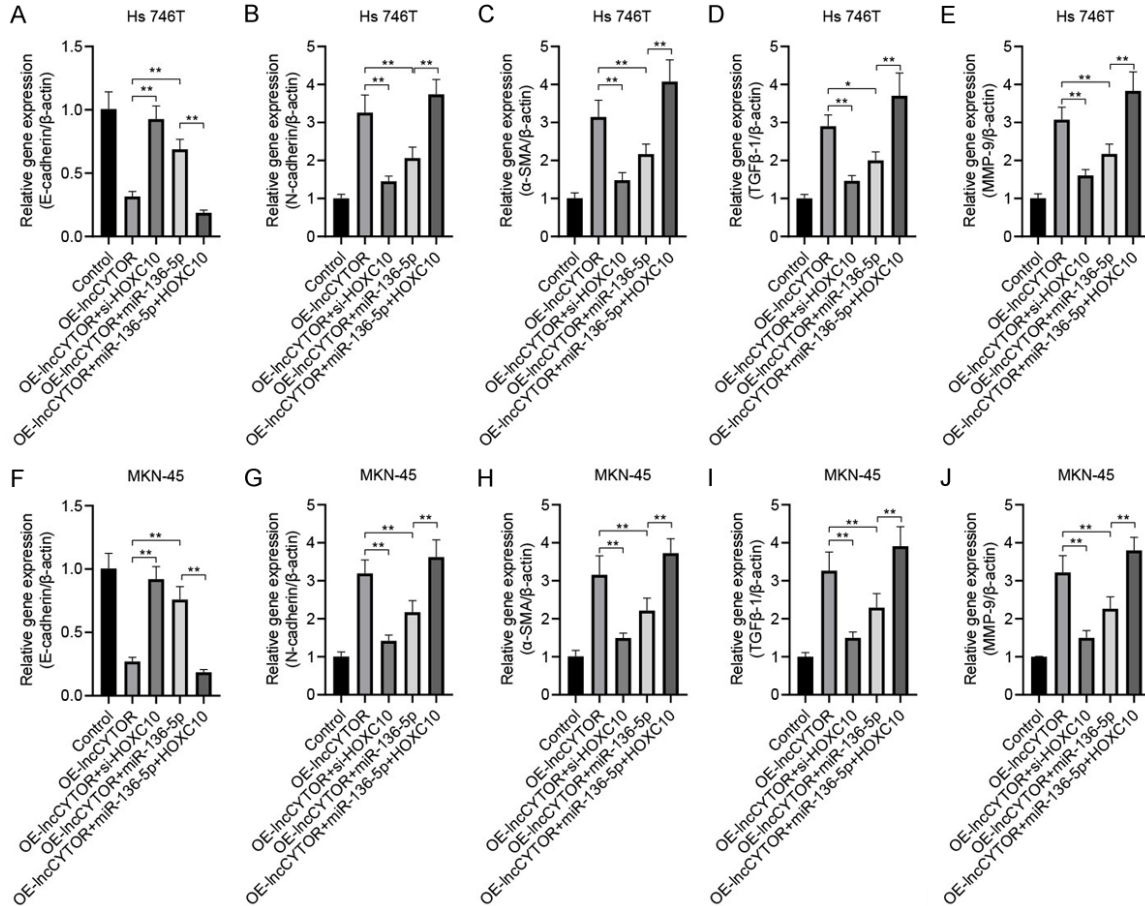 A
Hs 746T
Relative gene expression
(E-cadherin/β-actin)
1.5
1.0
0.5
0.0
**
**
**
Control
OE-lncCYTOR
OE-lncCYTOR+si-HOXC10
OE-lncCYTOR+miR-136-5p
OE-lncCYTOR+miR-136-5p+HOXC10
B
Hs 746T
Relative gene expression
(N-cadherin/β-actin)
5
4
3
2
1
0
**
**
**
Control
OE-lncCYTOR
OE-lncCYTOR+si-HOXC10
OE-lncCYTOR+miR-136-5p
OE-lncCYTOR+miR-136-5p+HOXC10
C
Hs 746T
Relative gene expression
(α-SMA/β-actin)
5
4
3
2
1
0
**
**
**
Control
OE-lncCYTOR
OE-lncCYTOR+si-HOXC10
OE-lncCYTOR+miR-136-5p
OE-lncCYTOR+miR-136-5p+HOXC10
D
Hs 746T
Relative gene expression
(TGFβ-1/β-actin)
5
4
3
2
1
0
**
*
**
Control
OE-lncCYTOR
OE-lncCYTOR+si-HOXC10
OE-lncCYTOR+miR-136-5p
OE-lncCYTOR+miR-136-5p+HOXC10
E
Hs 746T
Relative gene expression
(MMP-9/β-actin)
5
4
3
2
1
0
**
**
**
Control
OE-lncCYTOR
OE-lncCYTOR+si-HOXC10
OE-lncCYTOR+miR-136-5p
OE-lncCYTOR+miR-136-5p+HOXC10
F
MKN-45
Relative gene expression
(E-cadherin/β-actin)
1.5
1.0
0.5
0.0
**
**
**
Control
OE-lncCYTOR
OE-lncCYTOR+si-HOXC10
OE-lncCYTOR+miR-136-5p
OE-lncCYTOR+miR-136-5p+HOXC10
G
MKN-45
Relative gene expression
(N-cadherin/β-actin)
5
4
3
2
1
0
**
**
**
Control
OE-lncCYTOR
OE-lncCYTOR+si-HOXC10
OE-lncCYTOR+miR-136-5p
OE-lncCYTOR+miR-136-5p+HOXC10
H
MKN-45
Relative gene expression
(α-SMA/β-actin)
5
4
3
2
1
0
**
**
**
Control
OE-lncCYTOR
OE-lncCYTOR+si-HOXC10
OE-lncCYTOR+miR-136-5p
OE-lncCYTOR+miR-136-5p+HOXC10
I
MKN-45
Relative gene expression
(TGFβ-1/β-actin)
5
4
3
2
1
0
**
**
**
Control
OE-lncCYTOR
OE-lncCYTOR+si-HOXC10
OE-lncCYTOR+miR-136-5p
OE-lncCYTOR+miR-136-5p+HOXC10
J
MKN-45
Relative gene expression
(MMP-9/β-actin)
5
4
3
2
1
0
**
**
**
Control
OE-lncCYTOR
OE-lncCYTOR+si-HOXC10
OE-lncCYTOR+miR-136-5p
OE-lncCYTOR+miR-136-5p+HOXC10